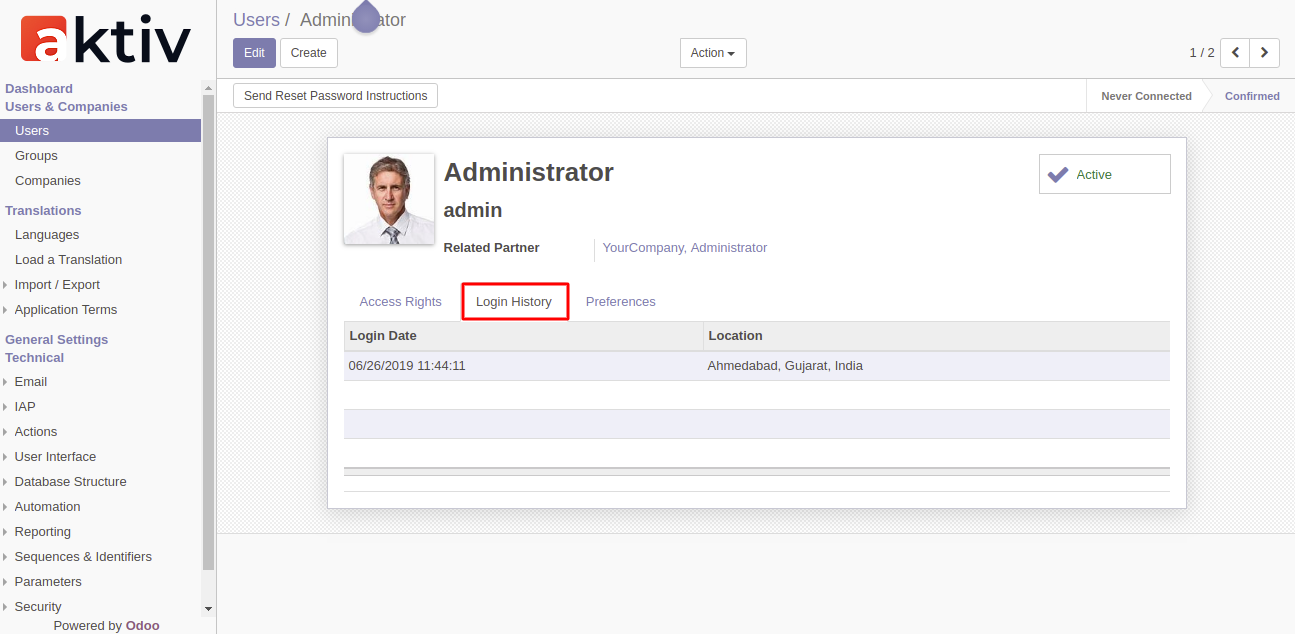 aktiv
Dashboard
Users & Companies
Users
Groups
Companies
Translations
Languages
Load a Translation
Import / Export
Application Terms
General Settings
Technical
Email
IAP
Actions
User Interface
Database Structure
Automation
Reporting
Sequences & Identifiers
Parameters
Security
Powered by Odoo
Users / Administrator
Edit Create Action 1 / 2
Send Reset Password Instructions Never Connected Confirmed
Administrator
Active
admin
Related Partner YourCompany, Administrator
Access Rights Login History Preferences
Login Date Location
06/26/2019 11:44:11 Ahmedabad, Gujarat, India